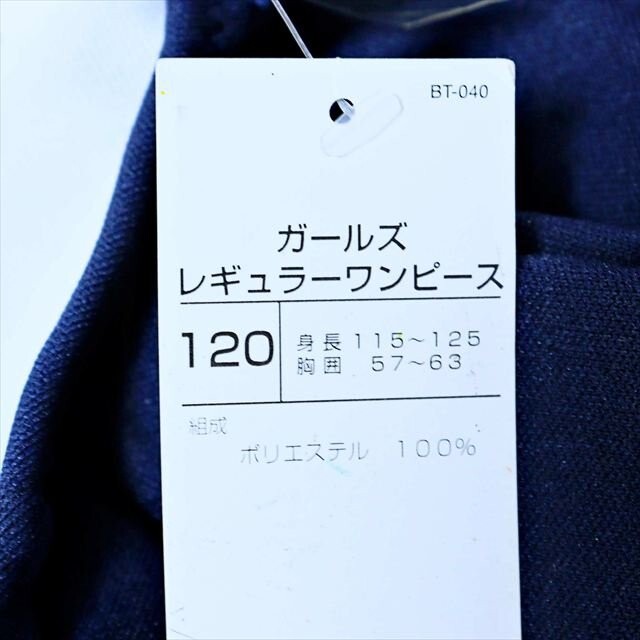 BT-040
ガールズ
レギュラーワンピース
120
身長 115～125
胸囲 57～63
組成
ポリエステル 100%